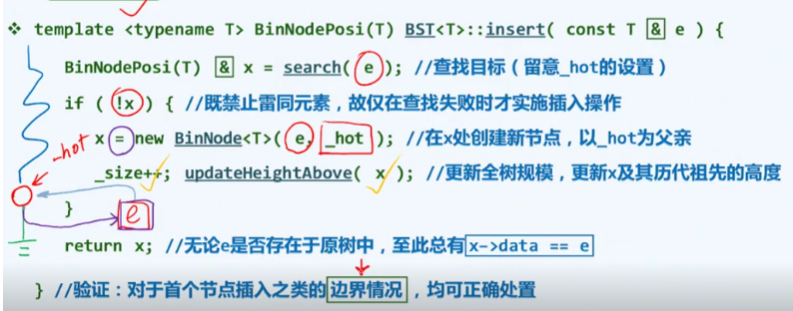 ❖ template <typename T> BinNodePosi(T) BST<T>::insert( const T & e ) {
BinNodePosi(T) & x = search( e ); //查找目标（留意_hot的设置）
if ( !x ) { //既禁止雷同元素，故仅在查找失败时才实施插入操作
_hot
x = new BinNode<T>( e, _hot ); //在x处创建新节点，以_hot为父亲
_size++; updateHeightAbove( x ); //更新全树规模，更新x及其历代祖先的高度
}
e
return x; //无论e是否存在于原树中，至此总有x->data == e
} //验证：对于首个节点插入之类的边界情况，均可正确处置